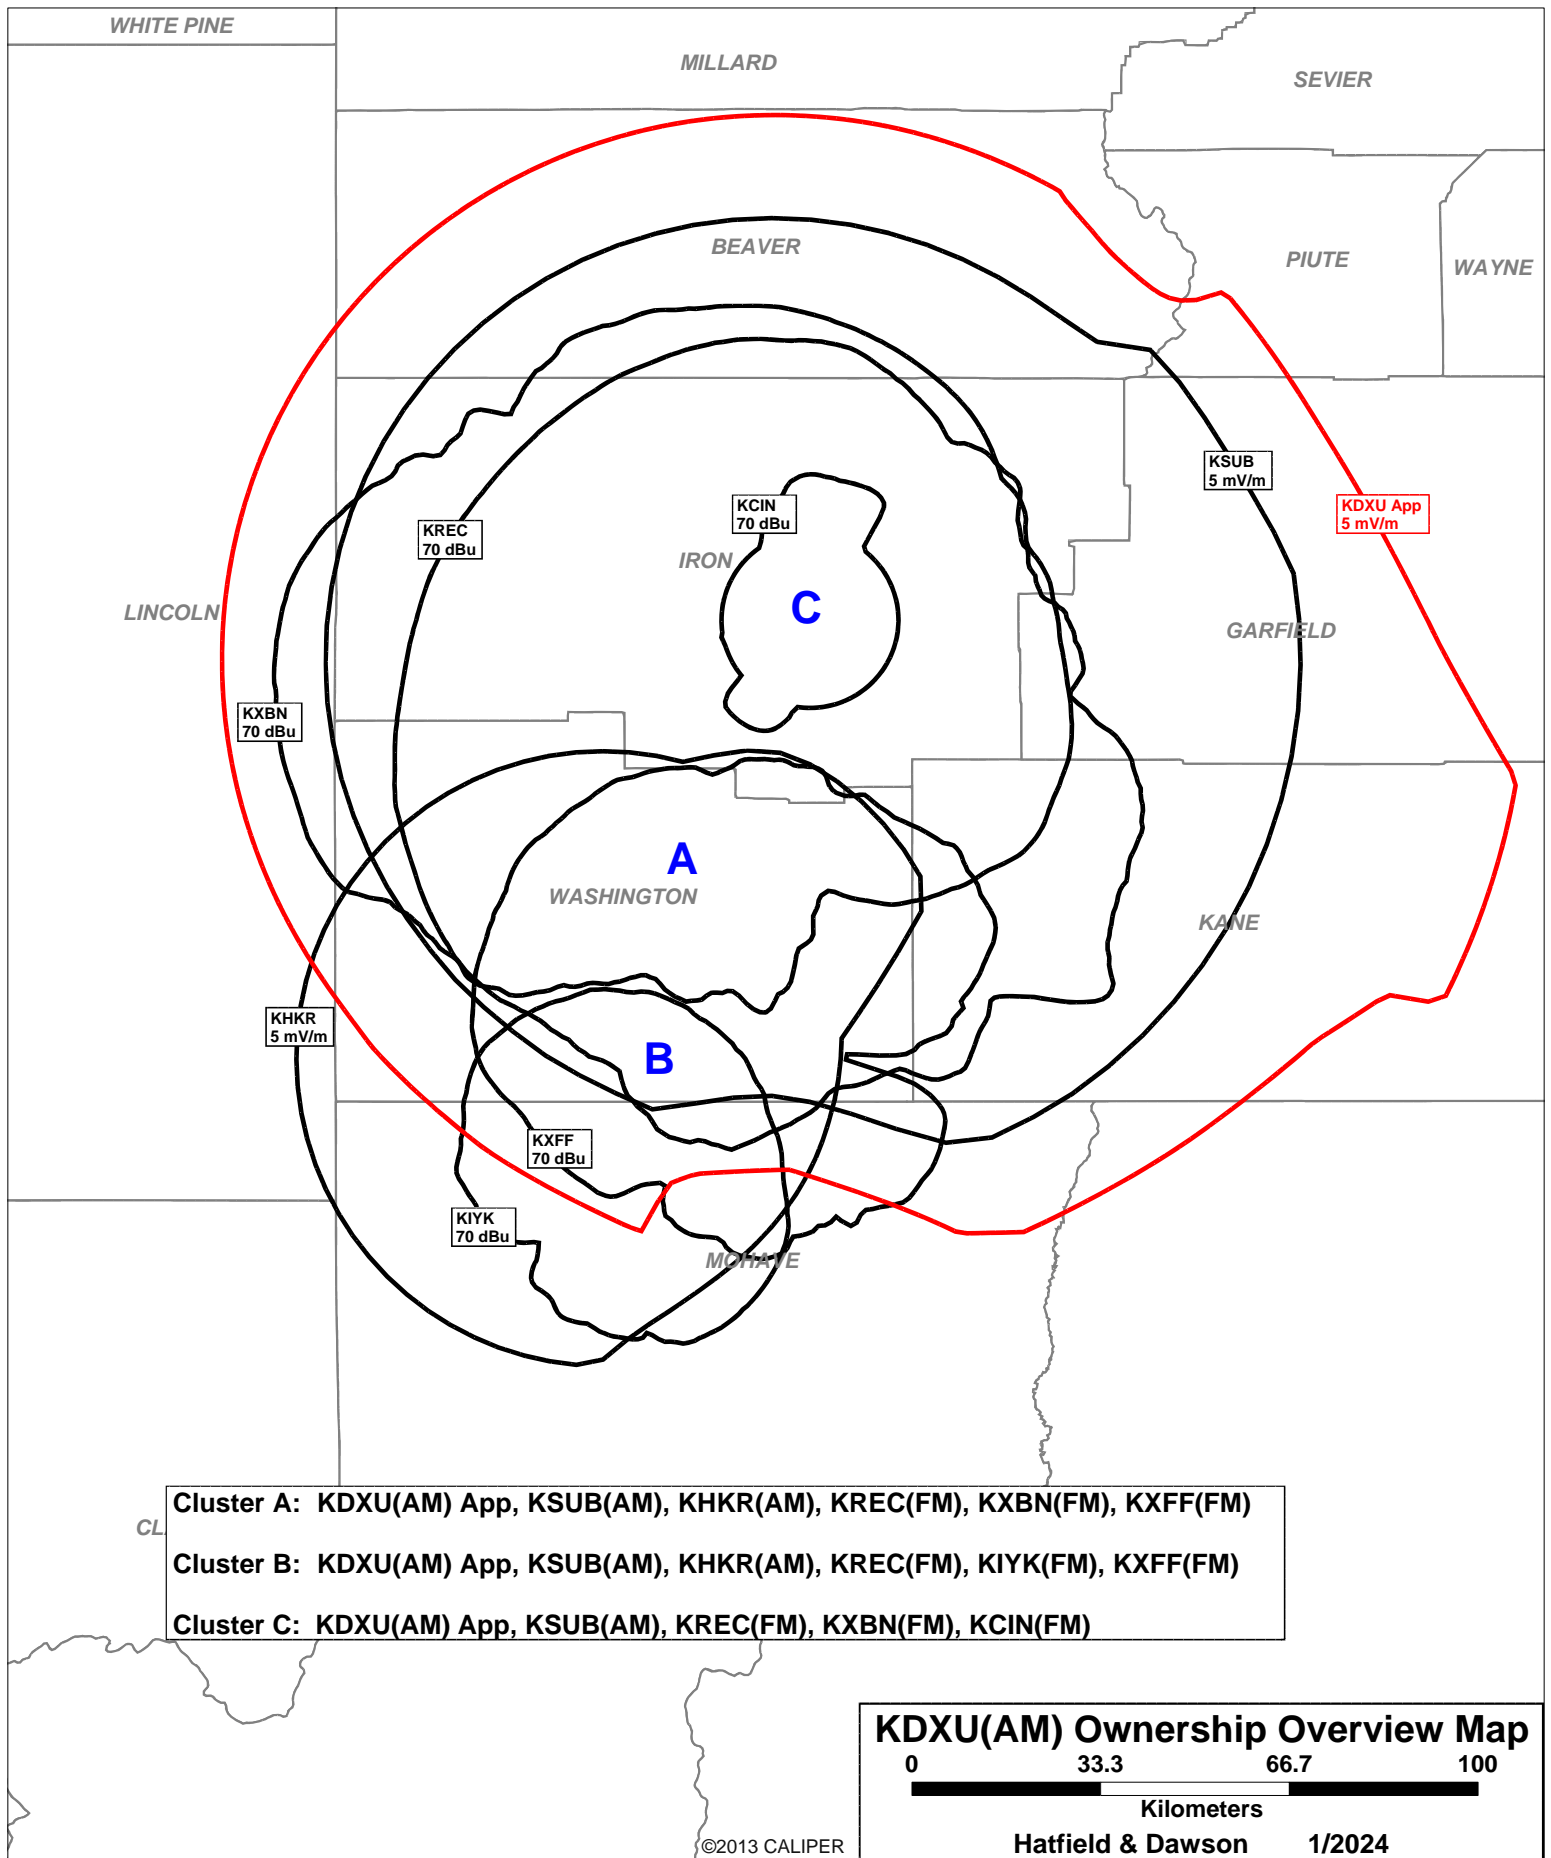 WHITE PINE
MILLARD
SEVIER
BEAVER
PIUTE
WAYNE
KSUB
5 mV/m
KDXU App
5 mV/m
KCIN
70 dBu
KREC
70 dBu
IRON
C
LINCOLN
GARFIELD
KXBN
70 dBu
A
WASHINGTON
KANE
KHKR
5 mV/m
B
KXFF
70 dBu
KIYK
70 dBu
MOHAVE
Cluster A: KDXU(AM) App, KSUB(AM), KHKR(AM), KREC(FM), KXBN(FM), KXFF(FM)
CL
Cluster B: KDXU(AM) App, KSUB(AM), KHKR(AM), KREC(FM), KIYK(FM), KXFF(FM)
Cluster C: KDXU(AM) App, KSUB(AM), KREC(FM), KXBN(FM), KCIN(FM)
KDXU(AM) Ownership Overview Map
0 33.3 66.7 100
Kilometers
©2013 CALIPER
Hatfield & Dawson 1/2024